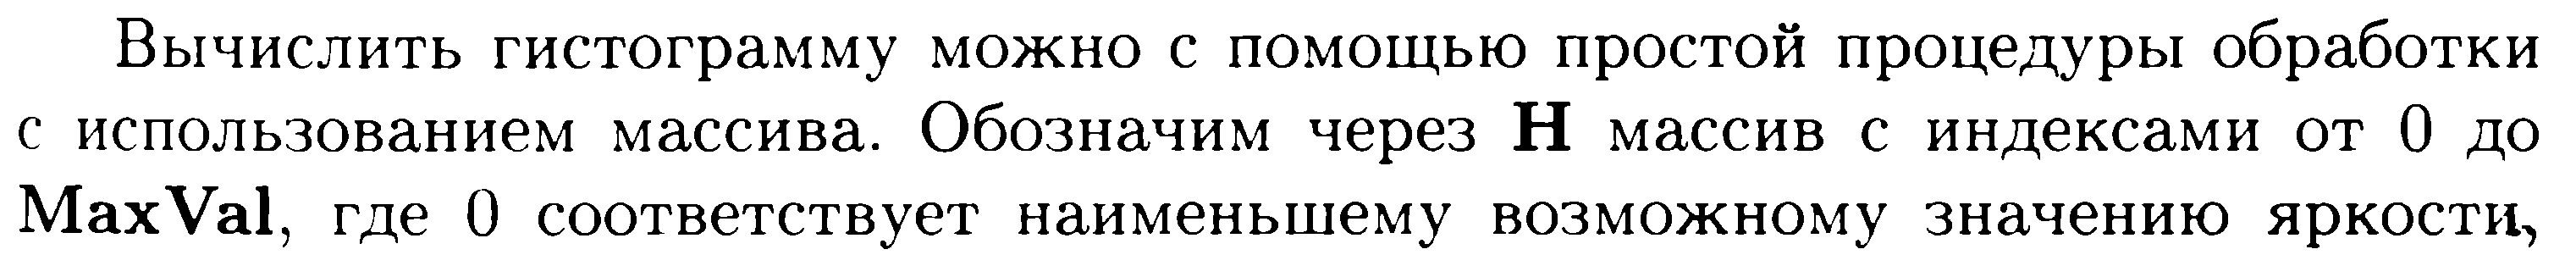 Вычислить гистограмму можно с помощью простой процедуры обработки
с использованием массива. Обозначим через H массив с индексами от 0 до
MaxVal, где 0 соответствует наименьшему возможному значению яркости,